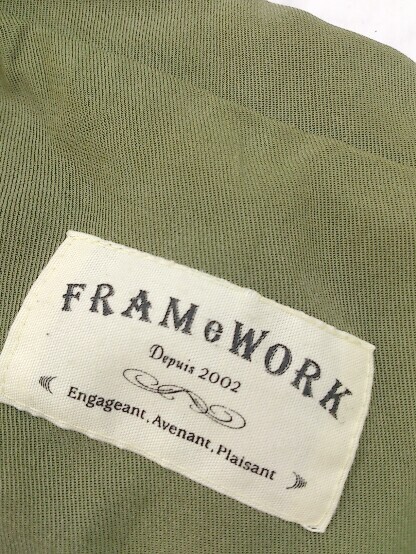 FRAMeWORK
Depuis 2002
Engageant, Avenant, Plaisant